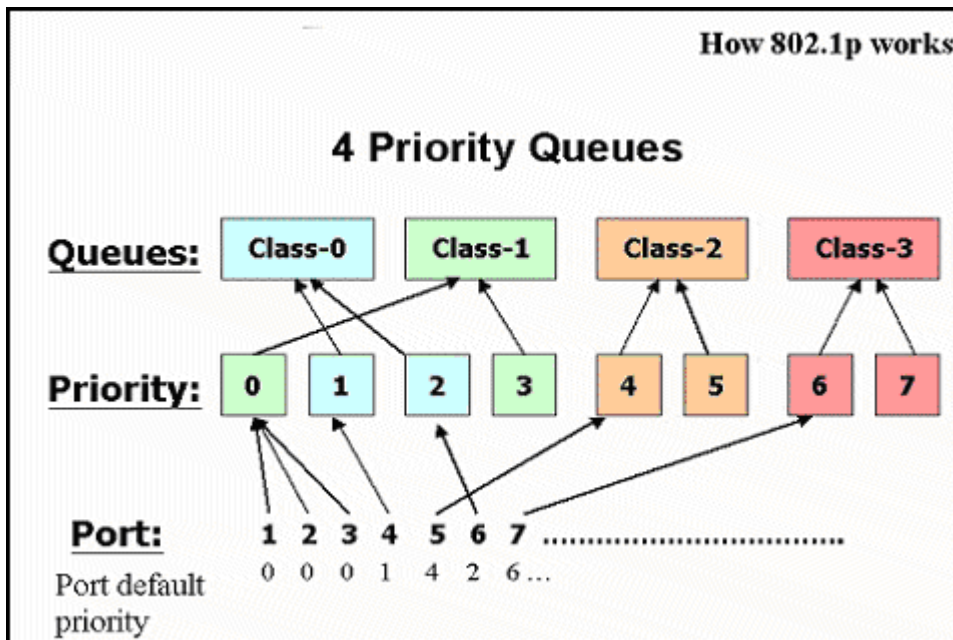 How 802.1p works
4 Priority Queues
Queues: Class-0 Class-1 Class-2 Class-3
Priority: 0 1 2 3 4 5 6 7
Port: 1 2 3 4 5 6 7 ................................
Port default 0 0 0 1 4 2 6 ...
priority